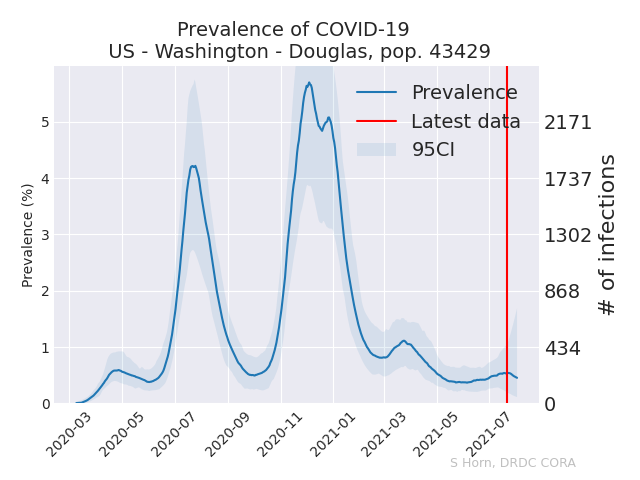 Prevalence of COVID-19
US - Washington - Douglas, pop. 43429
Prevalence
Latest data
95CI
Prevalence (%)
5
4
3
2
1
0
2171
1737
1302
868
434
0
# of infections
2020-03
2020-05
2020-07
2020-09
2020-11
2021-01
2021-03
2021-05
2021-07
S Horn, DRDC CORA